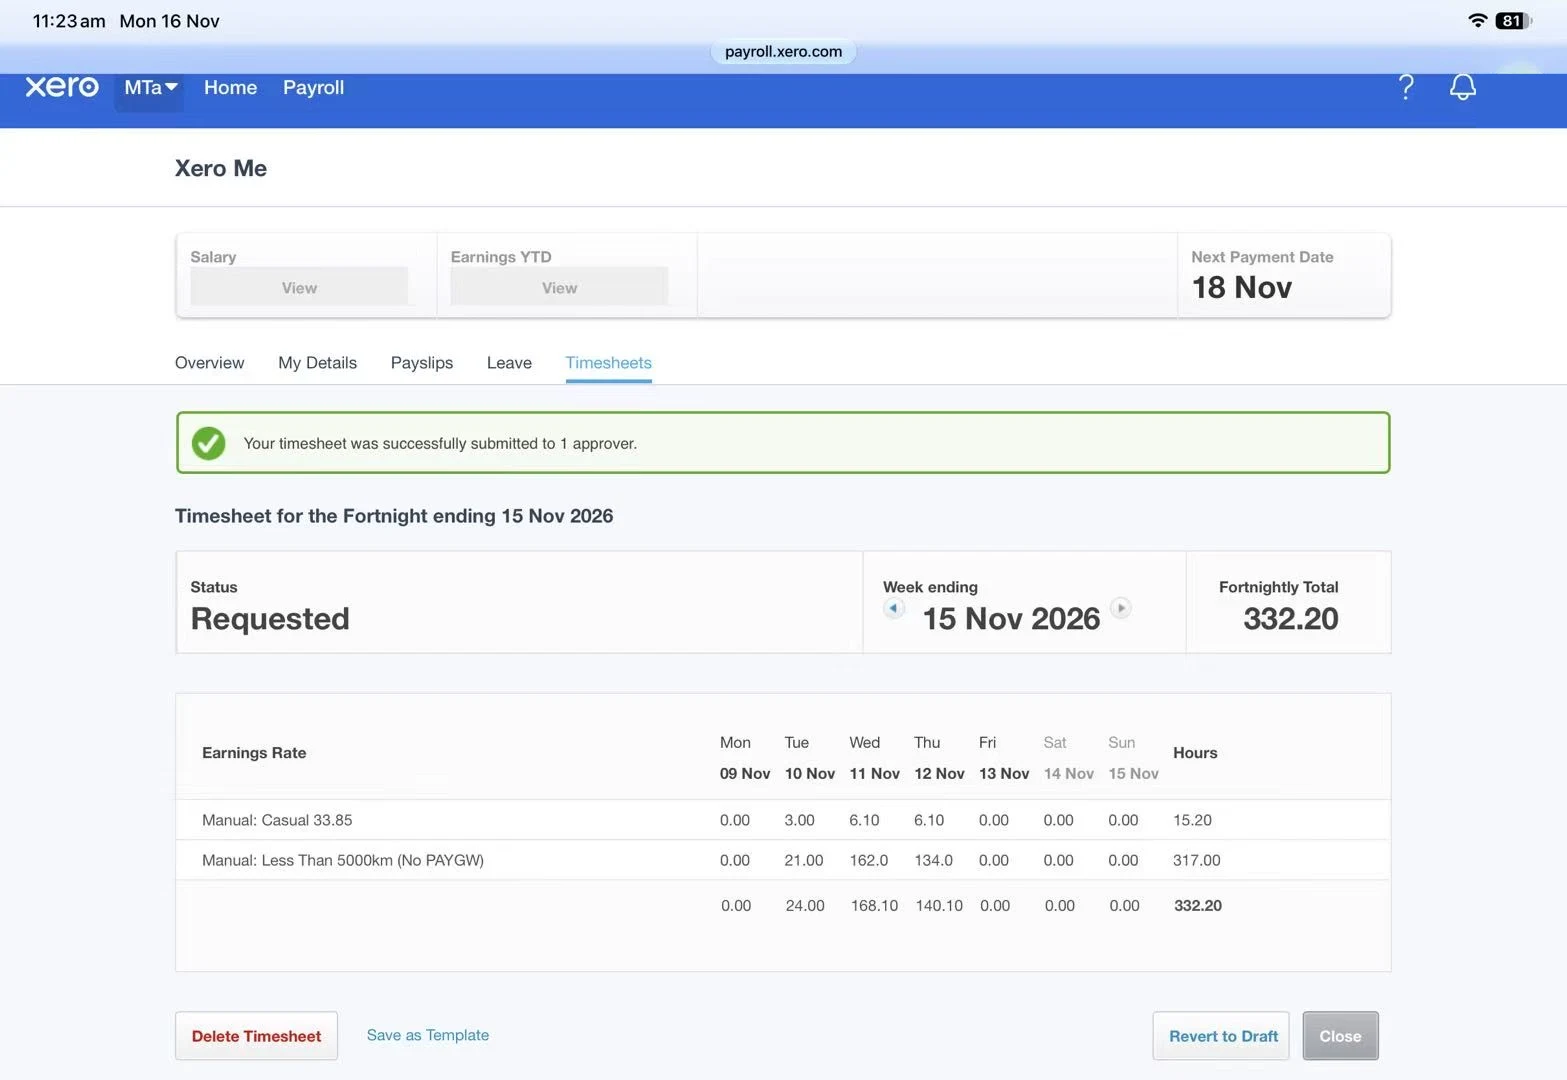 11:23 am Mon 16 Nov 81
payroll.xero.com
xero MTa Home Payroll ?
Xero Me
Salary Earnings YTD Next Payment Date
View View 18 Nov
Overview My Details Payslips Leave Timesheets
Your timesheet was successfully submitted to 1 approver.
Timesheet for the Fortnight ending 15 Nov 2026
Status Week ending Fortnightly Total
Requested 15 Nov 2026 332.20
Mon Tue Wed Thu Fri Sat Sun
Earnings Rate Hours
09 Nov 10 Nov 11 Nov 12 Nov 13 Nov 14 Nov 15 Nov
Manual: Casual 33.85 0.00 3.00 6.10 6.10 0.00 0.00 0.00 15.20
Manual: Less Than 5000km (No PAYGW) 0.00 21.00 162.0 134.0 0.00 0.00 0.00 317.00
0.00 24.00 168.10 140.10 0.00 0.00 0.00 332.20
Delete Timesheet Save as Template Revert to Draft Close